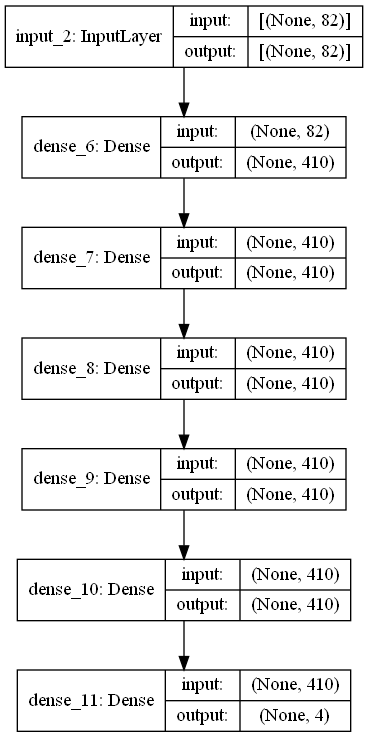 input_2: InputLayer
input: [(None, 82)]
output: [(None, 82)]
dense_6: Dense
input: (None, 82)
output: (None, 410)
dense_7: Dense
input: (None, 410)
output: (None, 410)
dense_8: Dense
input: (None, 410)
output: (None, 410)
dense_9: Dense
input: (None, 410)
output: (None, 410)
dense_10: Dense
input: (None, 410)
output: (None, 410)
dense_11: Dense
input: (None, 410)
output: (None, 4)